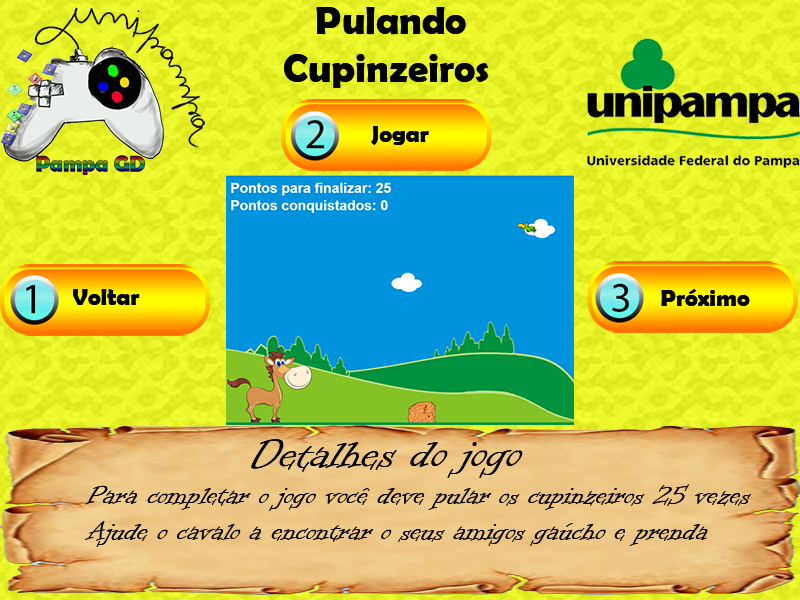 unipampa
Pampa GD
Pulando
Cupinzeiros
unipampa
Universidade Federal do Pampa
2 Jogar
Pontos para finalizar: 25
Pontos conquistados: 0
1 Voltar
3 Próximo
Detalhes do jogo
Para completar o jogo você deve pular os cupinzeiros 25 vezes
Ajude o cavalo a encontrar o seus amigos gaúcho e prenda